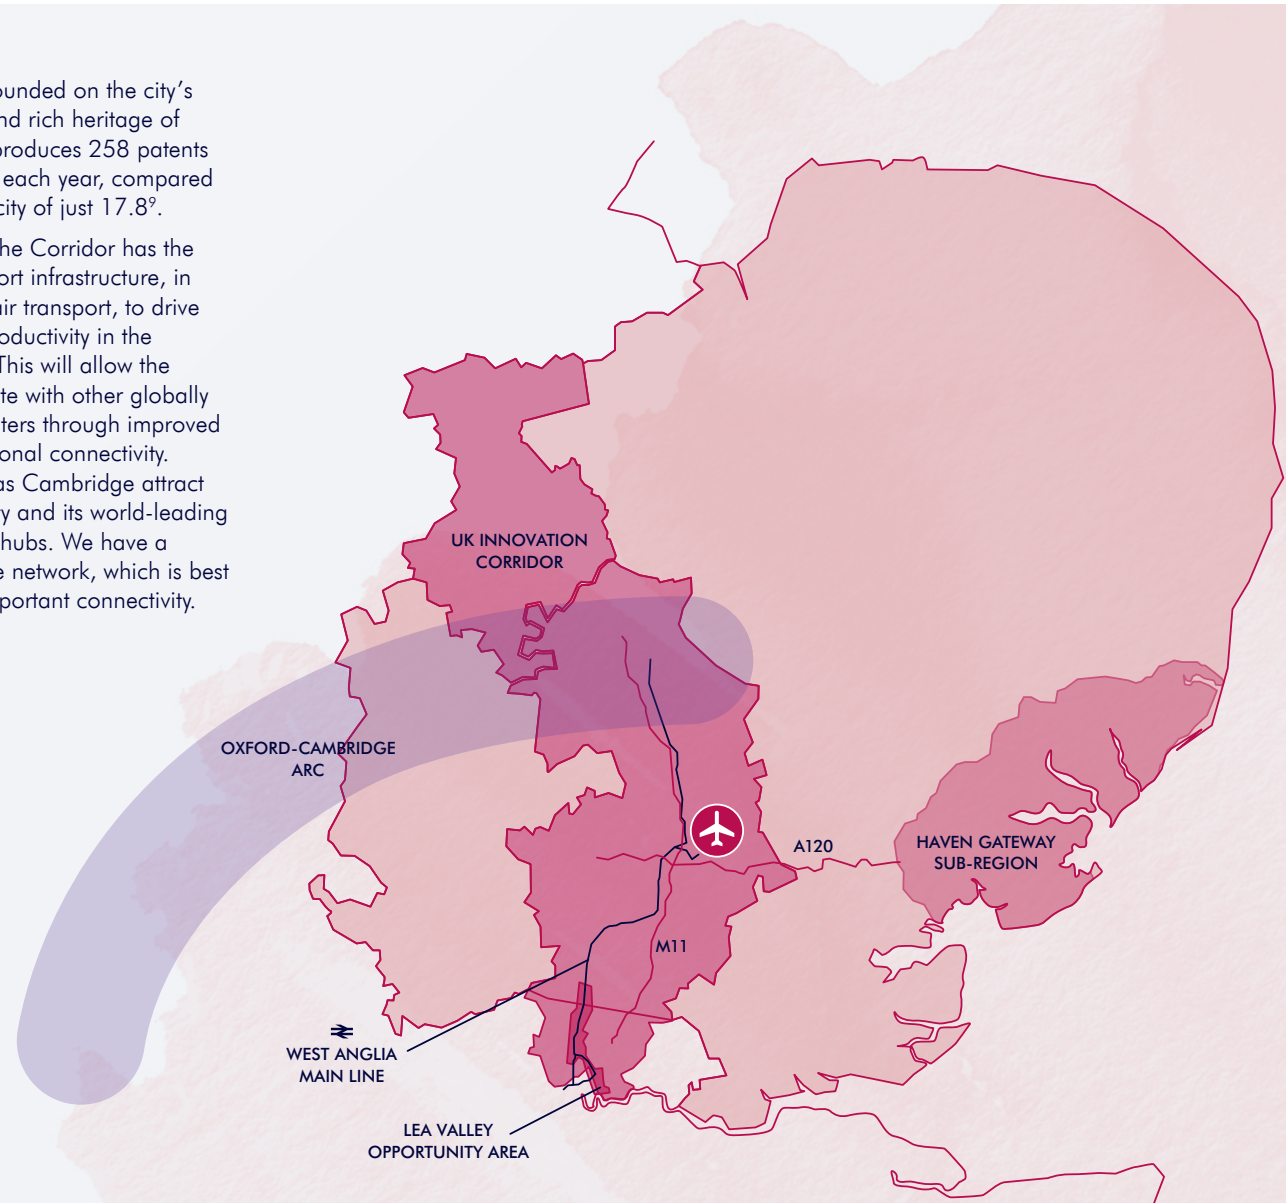 ounded on the city's
nd rich heritage of
produces 258 patents
each year, compared
city of just 17.8⁹.
he Corridor has the
ort infrastructure, in
air transport, to drive
oductivity in the
This will allow the
te with other globally
ters through improved
onal connectivity.
as Cambridge attract
ty and its world-leading
hubs. We have a
e network, which is best
portant connectivity.
UK INNOVATION
CORRIDOR
OXFORD-CAMBRIDGE
ARC
A120
HAVEN GATEWAY
SUB-REGION
M11
WEST ANGLIA
MAIN LINE
LEA VALLEY
OPPORTUNITY AREA